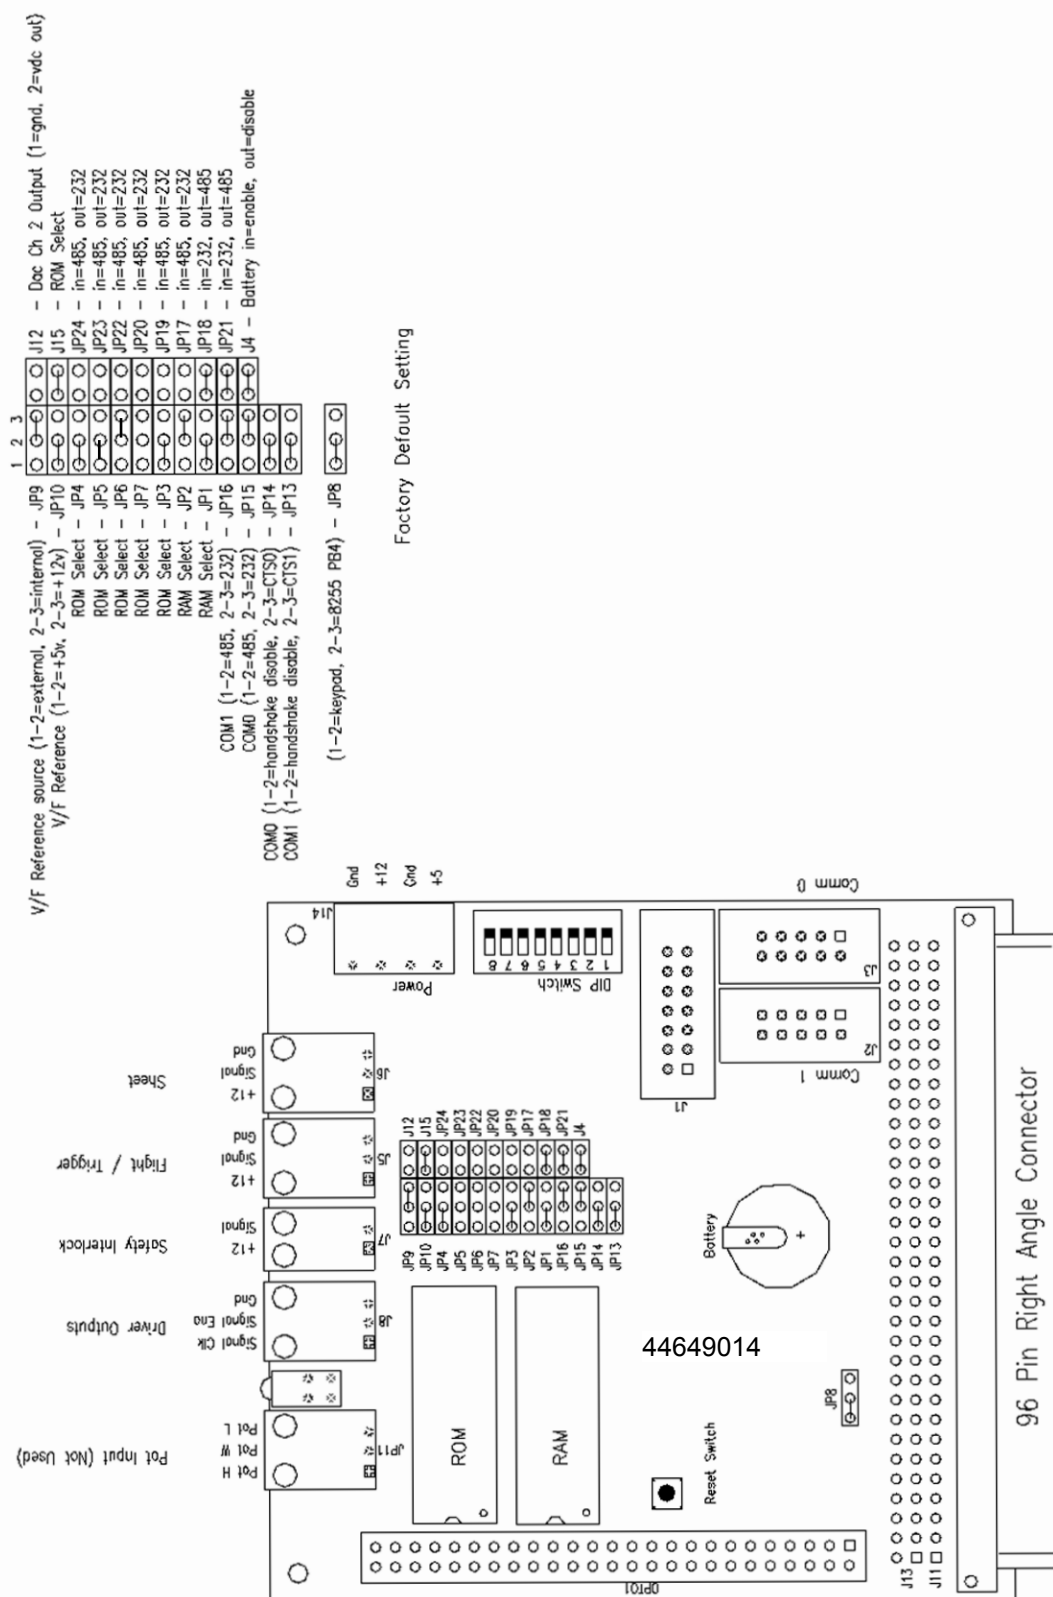 1 2 3
V/F Reference source (1-2=external, 2-3=internal) - JP9
J12 - Dac Ch 2 Output (1=gnd, 2=vdc out)
V/F Reference (1-2=+5v, 2-3=+12v) - JP10
J15 - ROM Select
ROM Select - JP4
JP24 - in=485, out=232
ROM Select - JP5
JP23 - in=485, out=232
ROM Select - JP6
JP22 - in=485, out=232
ROM Select - JP7
JP20 - in=485, out=232
ROM Select - JP3
JP19 - in=485, out=232
RAM Select - JP2
JP17 - in=485, out=232
RAM Select - JP1
JP18 - in=232, out=485
COM1 (1-2=485, 2-3=232) - JP16
JP21 - in=232, out=485
COM0 (1-2=485, 2-3=232) - JP15
J4 - Battery in=enable, out=disable
COM0 (1-2=handshake disable, 2-3=CTS0) - JP14
COM1 (1-2=handshake disable, 2-3=CTS1) - JP13
(1-2=keypad, 2-3=8255 PB4) - JP8
Factory Default Setting
Pot Input (Not Used)
Driver Outputs
Safety Interlock
Flight / Trigger
Sheet
Pot H
Pot W
Pot L
JP11
Signal Clk
Signal Ena
Gnd
J8
+12
Signal
J7
+12
Signal
Gnd
J5
+12
Signal
Gnd
J6
J14
Gnd
+12
Gnd
+5
Power
8 7 6 5 4 3 2 1
DIP Switch
J1
Comm 0
J3
Comm 1
J2
JP9
JP10
JP4
JP5
JP6
JP7
JP3
JP2
JP1
JP16
JP15
JP14
JP13
J12
J15
JP24
JP23
JP22
JP20
JP19
JP17
JP18
JP21
J4
Battery
+
ROM
RAM
44649014
Reset Switch
JP8
OPTO1
J13
J11
96 Pin Right Angle Connector